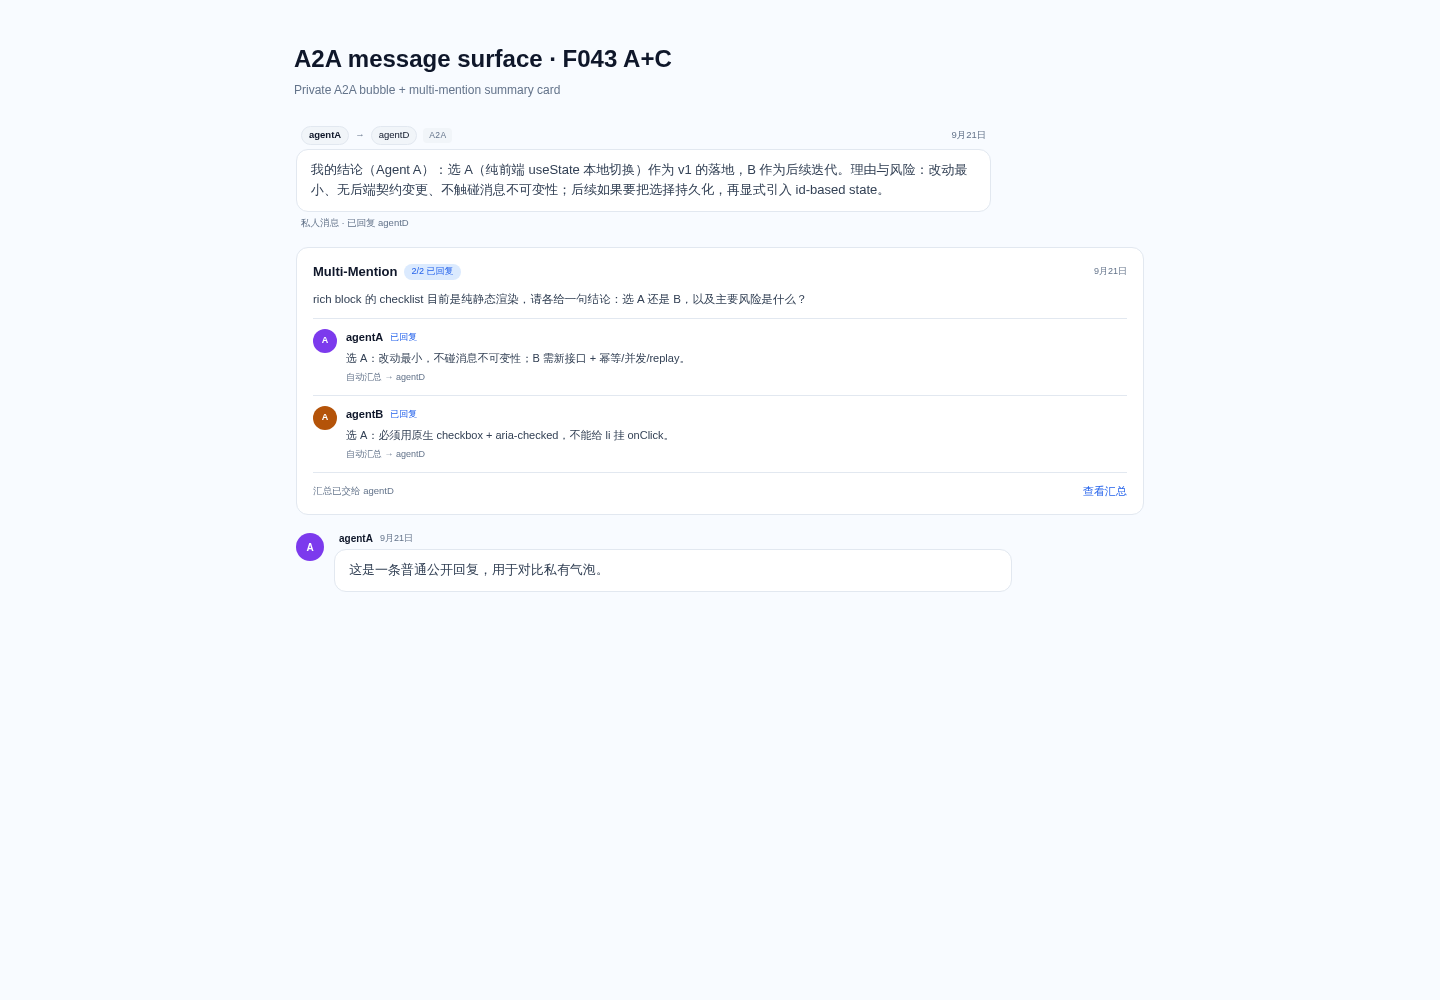 A2A message surface · F043 A+C
Private A2A bubble + multi-mention summary card
agentA → agentD A2A 9月21日
我的结论（Agent A）：选 A（纯前端 useState 本地切换）作为 v1 的落地，B 作为后续迭代。理由与风险：改动最
小、无后端契约变更、不触碰消息不可变性；后续如果要把选择持久化，再显式引入 id-based state。
私人消息 · 已回复 agentD
Multi-Mention 2/2 已回复 9月21日
rich block 的 checklist 目前是纯静态渲染，请各给一句结论：选 A 还是 B，以及主要风险是什么？
A agentA 已回复
选 A：改动最小，不碰消息不可变性；B 需新接口 + 幂等/并发/replay。
自动汇总 → agentD
A agentB 已回复
选 A：必须用原生 checkbox + aria-checked，不能给 li 挂 onClick。
自动汇总 → agentD
汇总已交给 agentD 查看汇总
A agentA 9月21日
这是一条普通公开回复，用于对比私有气泡。